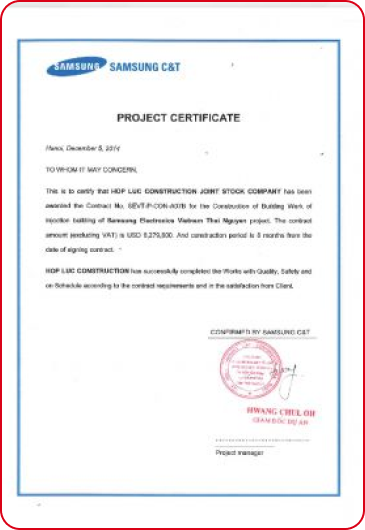 SAMSUNG SAMSUNG C&T
PROJECT CERTIFICATE
Hanoi, December 5, 2014
TO WHOM IT MAY CONCERN,
This is to certify that HOP LUC CONSTRUCTION JOINT STOCK COMPANY has been
awarded the Contract No. SEVT-P-CON-A07B for the Construction of Building Work of
Injection building of Samsung Electronics Vietnam Thai Nguyen project. The contract
amount (excluding VAT) is USD 6,279,800. And construction period is 6 months from the
date of signing contract.
HOP LUC CONSTRUCTION has successfully completed the Works with Quality, Safety and
on Schedule according to the contract requirements and in the satisfaction from Client.
CONFIRMED BY SAMSUNG C&T
HWANG CHUL OH
GIÁM ĐỐC DỰ ÁN
Project manager